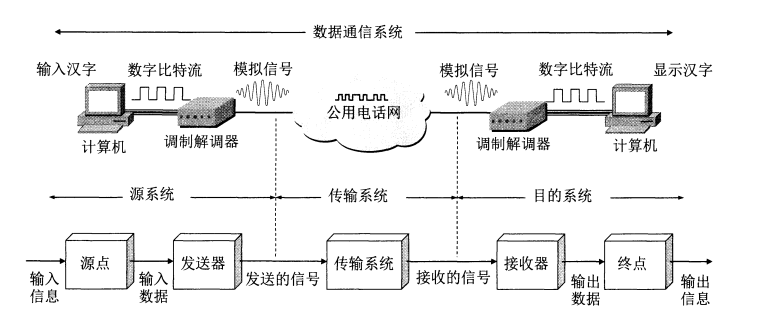 数据通信系统
输入汉字
数字比特流
模拟信号
模拟信号
数字比特流
显示汉字
公用电话网
计算机
调制解调器
调制解调器
计算机
源系统
传输系统
目的系统
源点
发送器
传输系统
接收器
终点
输入
信息
输入
数据
发送的信号
接收的信号
输出
数据
输出
信息